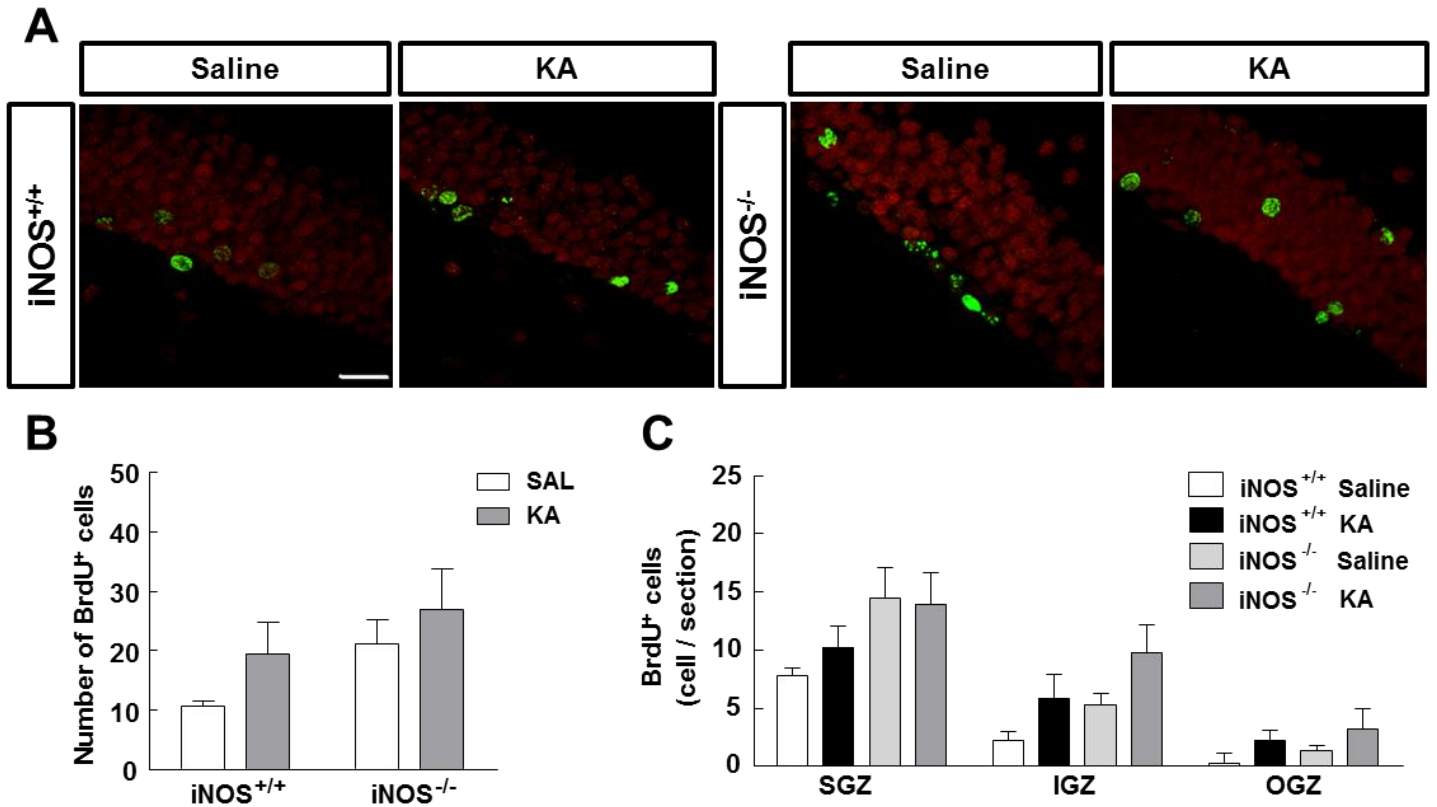 A
Saline
KA
Saline
KA
iNOS+/+
iNOS-/-
B
Number of BrdU+ cells
50
40
30
20
10
0
iNOS+/+
iNOS-/-
SAL
KA
C
BrdU+ cells
(cell / section)
25
20
15
10
5
0
SGZ
IGZ
OGZ
iNOS+/+ Saline
iNOS+/+ KA
iNOS-/- Saline
iNOS-/- KA